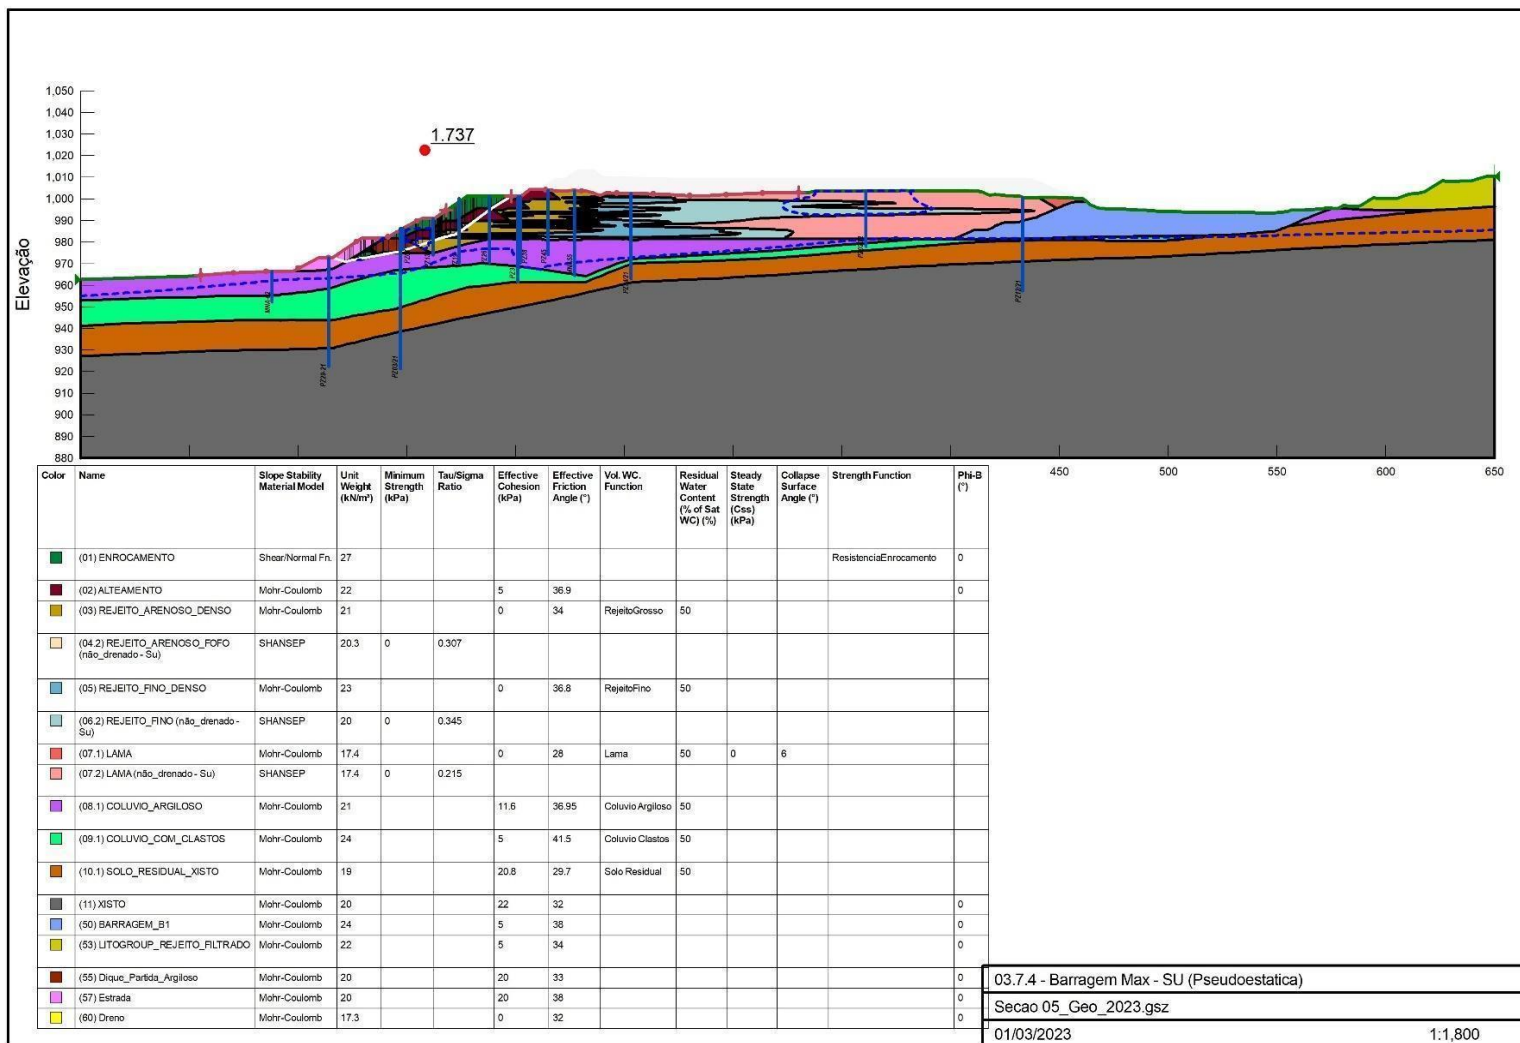 1.737
Elevação
1,050
1,040
1,030
1,020
1,010
1,000
990
980
970
960
950
940
930
920
910
900
890
880
450
500
550
600
650
PZ28-21
PZ03/21
PZ12/21
Color Name Slope Stability Material Model Unit Weight (kN/m³) Minimum Strength (kPa) Tau/Sigma Ratio Effective Cohesion (kPa) Effective Friction Angle (°) Vol. WC. Function Residual Water Content (% of Sat WC) (%) Steady State Strength (Css) (kPa) Collapse Surface Angle (°) Strength Function Phi-B (°)
(01) ENROCAMENTO Shear/Normal Fn. 27 ResistenciaEnrocamento 0
(02) ALTEAMENTO Mohr-Coulomb 22 5 36.9 0
(03) REJEITO_ARENOSO_DENSO Mohr-Coulomb 21 0 34 RejeitoGrosso 50
(04.2) REJEITO_ARENOSO_FOFO (não_drenado - Su) SHANSEP 20.3 0 0.307
(05) REJEITO_FINO_DENSO Mohr-Coulomb 23 0 36.8 RejeitoFino 50
(06.2) REJEITO_FINO (não_drenado - Su) SHANSEP 20 0 0.345
(07.1) LAMA Mohr-Coulomb 17.4 0 28 Lama 50 0 6
(07.2) LAMA (não_drenado - Su) SHANSEP 17.4 0 0.215
(08.1) COLUVIO_ARGILOSO Mohr-Coulomb 21 11.6 36.95 Coluvio Argiloso 50
(09.1) COLUVIO_COM_CLASTOS Mohr-Coulomb 24 5 41.5 Coluvio Clastos 50
(10.1) SOLO_RESIDUAL_XISTO Mohr-Coulomb 19 20.8 29.7 Solo Residual 50
(11) XISTO Mohr-Coulomb 20 22 32 0
(50) BARRAGEM_B1 Mohr-Coulomb 24 5 38 0
(53) LITOGROUP_REJEITO_FILTRADO Mohr-Coulomb 22 5 34 0
(55) Dique_Partida_Argiloso Mohr-Coulomb 20 20 33 0
(57) Estrada Mohr-Coulomb 20 20 38 0
(60) Dreno Mohr-Coulomb 17.3 0 32 0
03.7.4 - Barragem Max - SU (Pseudoestatica)
Secao 05_Geo_2023.gsz
01/03/2023 1:1,800